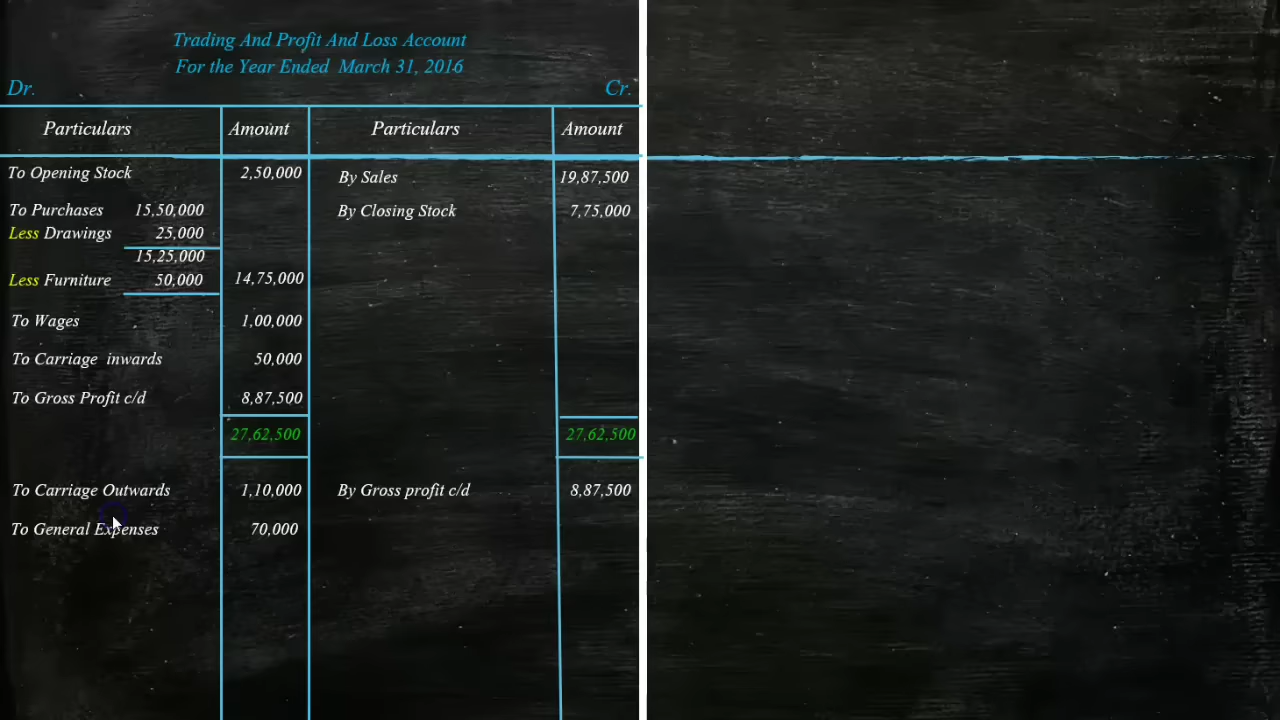 Trading And Profit And Loss Account
For the Year Ended March 31, 2016
Dr. Cr.
Particulars Amount Particulars Amount
To Opening Stock 2,50,000 By Sales 19,87,500
To Purchases 15,50,000 By Closing Stock 7,75,000
Less Drawings 25,000
15,25,000
Less Furniture 50,000 14,75,000
To Wages 1,00,000
To Carriage inwards 50,000
To Gross Profit c/d 8,87,500
27,62,500 27,62,500
To Carriage Outwards 1,10,000 By Gross profit c/d 8,87,500
To General Expenses 70,000